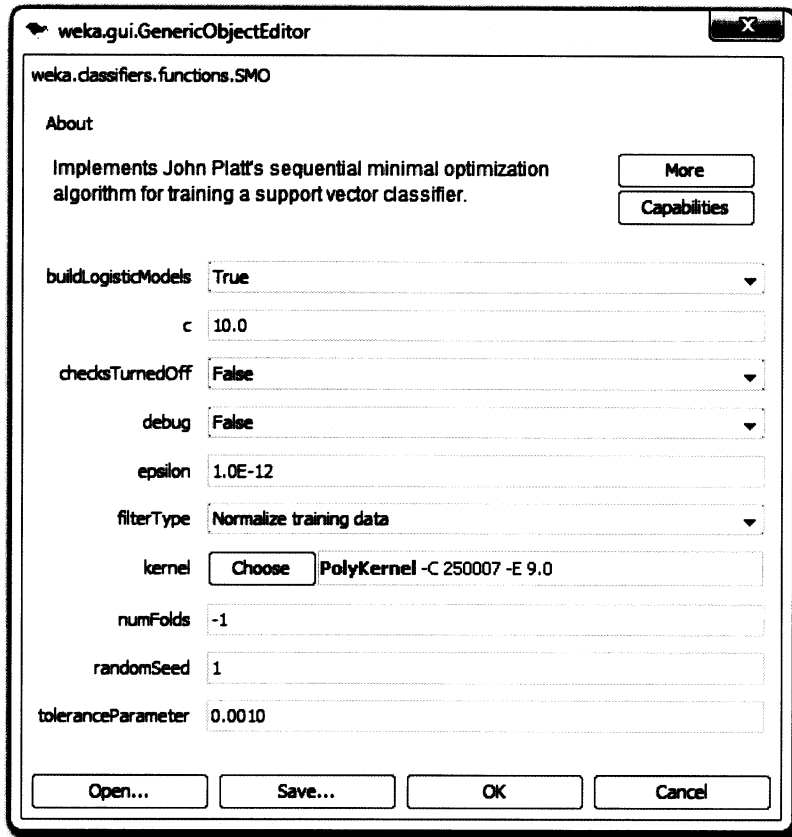 weka.gui.GenericObjectEditor
X
weka.classifiers.functions.SMO
About
Implements John Platt's sequential minimal optimization
algorithm for training a support vector classifier.
More
Capabilities
buildLogisticModels True
c 10.0
checksTurnedOff False
debug False
epsilon 1.0E-12
filterType Normalize training data
kernel Choose PolyKernel -C 250007 -E 9.0
numFolds -1
randomSeed 1
toleranceParameter 0.0010
Open... Save... OK Cancel